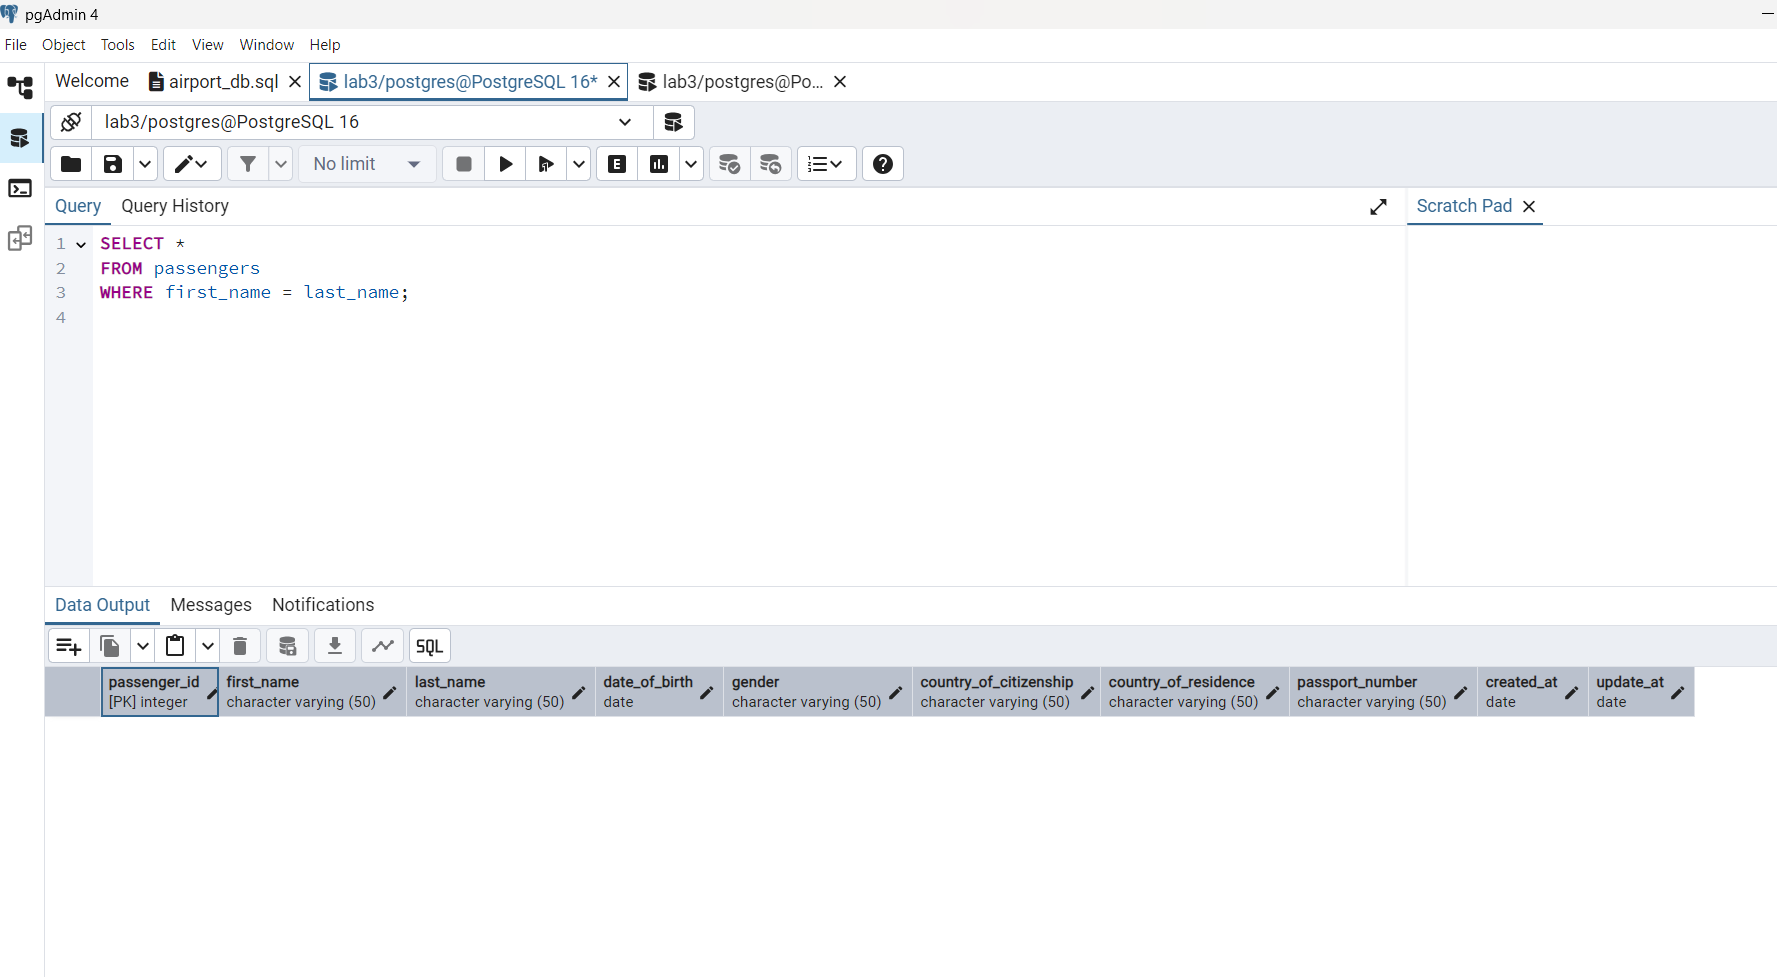 pgAdmin 4
File Object Tools Edit View Window Help
Welcome airport_db.sql lab3/postgres@PostgreSQL 16* lab3/postgres@Po...
lab3/postgres@PostgreSQL 16
No limit E
Query Query History Scratch Pad
1 SELECT *
2 FROM passengers
3 WHERE first_name = last_name;
4
Data Output Messages Notifications
SQL
passenger_id first_name last_name date_of_birth gender country_of_citizenship country_of_residence passport_number created_at update_at
[PK] integer character varying (50) character varying (50) date character varying (50) character varying (50) character varying (50) character varying (50) date date